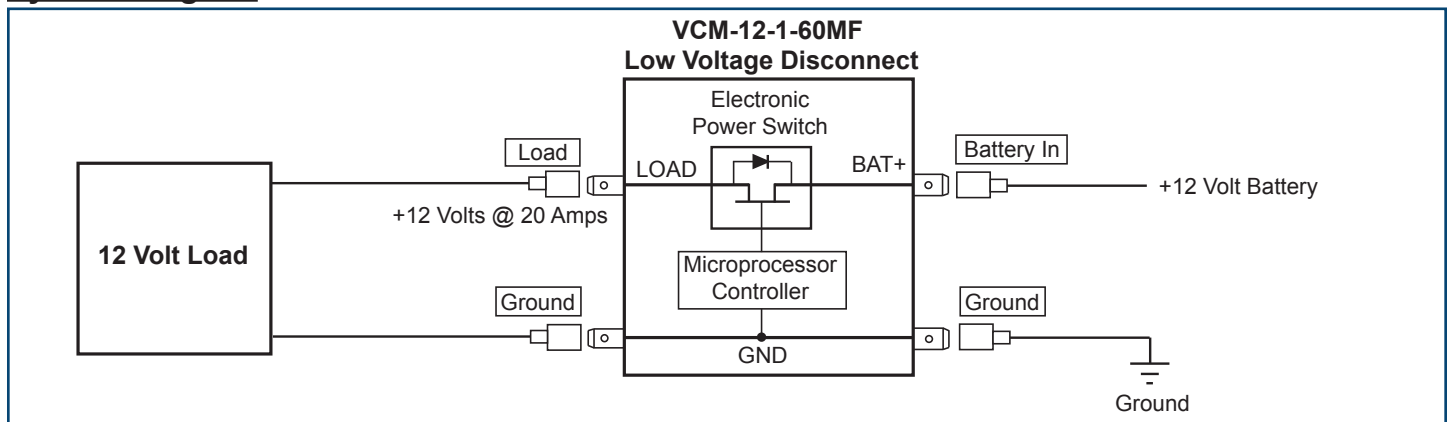 VCM-12-1-60MF
Low Voltage Disconnect
Electronic
Power Switch
Load
LOAD
BAT+
Battery In
+12 Volts @ 20 Amps
+12 Volt Battery
12 Volt Load
Microprocessor
Controller
Ground
Ground
GND
Ground